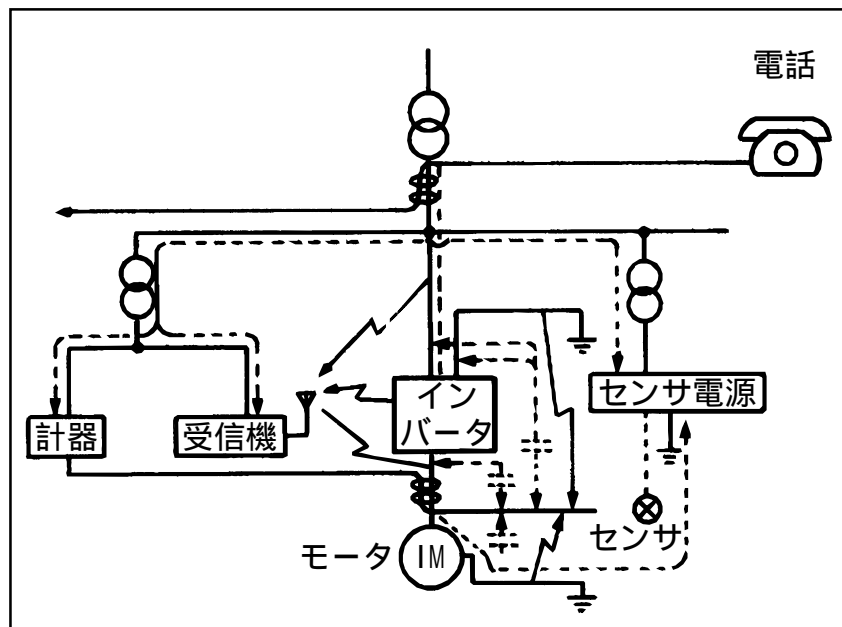 電話
イン
バータ
センサ電源
計器
受信機
センサ
モータ
IM